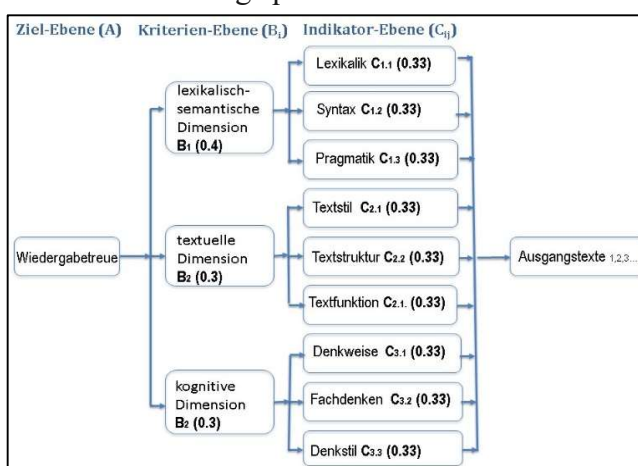 Ziel-Ebene (A) Kriterien-Ebene (Bi) Indikator-Ebene (Cij)
Wiedergabetreue
lexikalisch-
semantische
Dimension
B1 (0.4)
textuelle
Dimension
B2 (0.3)
kognitive
Dimension
B2 (0.3)
Lexikalik C1.1 (0.33)
Syntax C1.2 (0.33)
Pragmatik C1.3 (0.33)
Textstil C2.1 (0.33)
Textstruktur C2.2 (0.33)
Textfunktion C2.1. (0.33)
Denkweise C3.1 (0.33)
Fachdenken C3.2 (0.33)
Denkstil C3.3 (0.33)
Ausgangstexte 1,2,3...